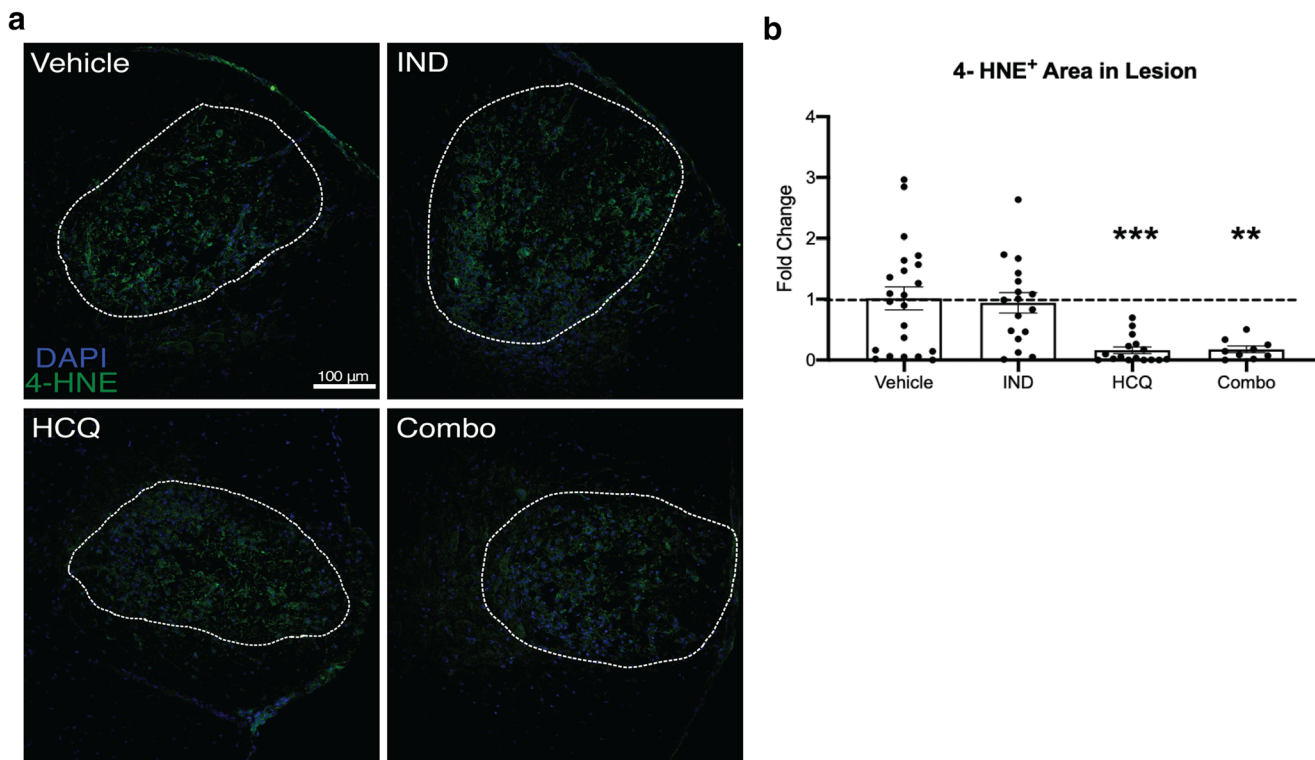 a
Vehicle
IND
DAPI
4-HNE
100 µm
HCQ
Combo
b
4- HNE+ Area in Lesion
Fold Change
4
3
2
1
0
***
**
Vehicle
IND
HCQ
Combo